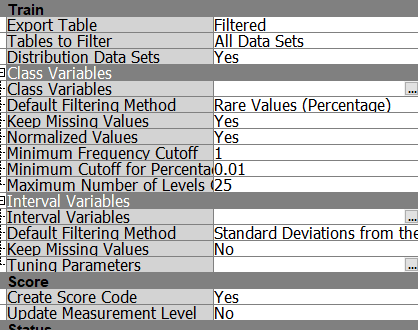 Train
Export Table Filtered
Tables to Filter All Data Sets
Distribution Data Sets Yes
Class Variables
Class Variables ...
Default Filtering Method Rare Values (Percentage)
Keep Missing Values Yes
Normalized Values Yes
Minimum Frequency Cutoff 1
Minimum Cutoff for Percenta 0.01
Maximum Number of Levels C 25
Interval Variables
Interval Variables ...
Default Filtering Method Standard Deviations from the
Keep Missing Values No
Tuning Parameters ...
Score
Create Score Code Yes
Update Measurement Level No
Status